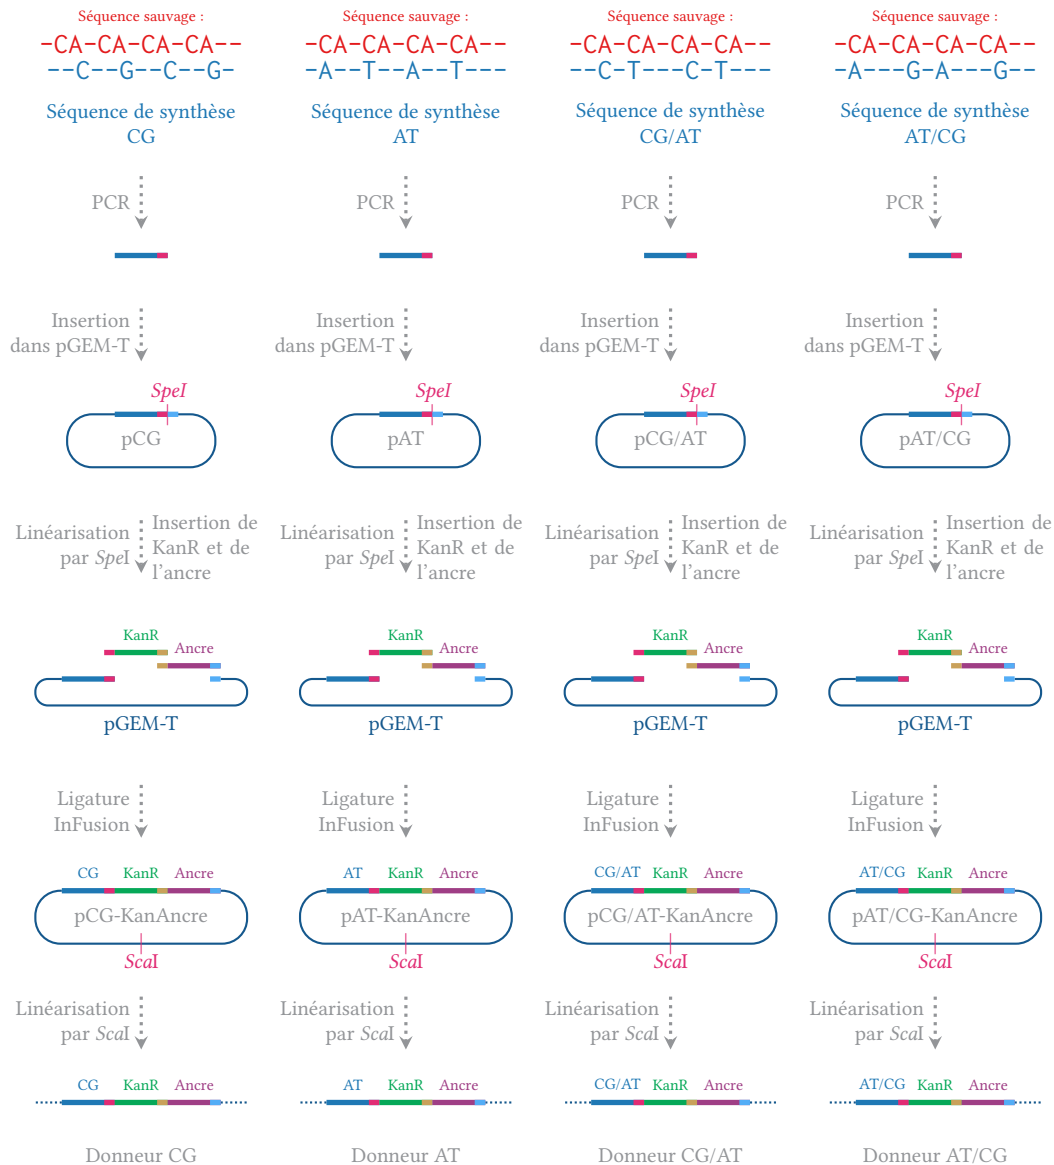 Séquence sauvage :
–CA–CA–CA–CA––
––C––G––C––G–
Séquence de synthèse
CG
PCR
Insertion
dans pGEM-T
SpeI
pCG
Linéarisation
par SpeI
Insertion de
KanR et de
l'ancre
KanR
Ancre
pGEM-T
Ligature
InFusion
CG KanR Ancre
pCG-KanAncre
ScaI
Linéarisation
par ScaI
CG KanR Ancre
Donneur CG
Séquence sauvage :
–CA–CA–CA–CA––
–A––T––A––T–––
Séquence de synthèse
AT
PCR
Insertion
dans pGEM-T
SpeI
pAT
Linéarisation
par SpeI
Insertion de
KanR et de
l'ancre
KanR
Ancre
pGEM-T
Ligature
InFusion
AT KanR Ancre
pAT-KanAncre
ScaI
Linéarisation
par ScaI
AT KanR Ancre
Donneur AT
Séquence sauvage :
–CA–CA–CA–CA––
––C–T–––C–T–––
Séquence de synthèse
CG/AT
PCR
Insertion
dans pGEM-T
SpeI
pCG/AT
Linéarisation
par SpeI
Insertion de
KanR et de
l'ancre
KanR
Ancre
pGEM-T
Ligature
InFusion
CG/AT KanR Ancre
pCG/AT-KanAncre
ScaI
Linéarisation
par ScaI
CG/AT KanR Ancre
Donneur CG/AT
Séquence sauvage :
–CA–CA–CA–CA––
–A–––G–A–––G–
Séquence de synthèse
AT/CG
PCR
Insertion
dans pGEM-T
SpeI
pAT/CG
Linéarisation
par SpeI
Insertion de
KanR et de
l'ancre
KanR
Ancre
pGEM-T
Ligature
InFusion
AT/CG KanR Ancre
pAT/CG-KanAncre
ScaI
Linéarisation
par ScaI
AT/CG KanR Ancre
Donneur AT/CG